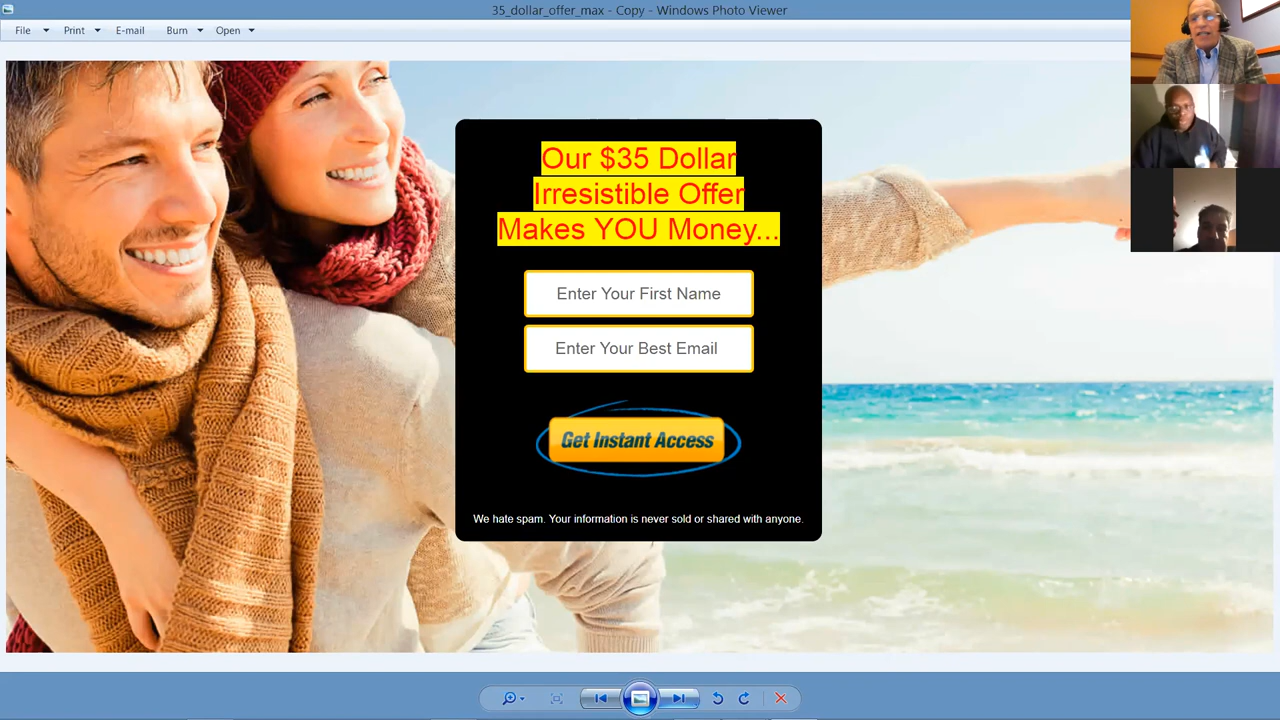 35_dollar_offer_max - Copy - Windows Photo Viewer
File Print E-mail Burn Open
Our $35 Dollar
Irresistible Offer
Makes YOU Money...
Enter Your First Name
Enter Your Best Email
Get Instant Access
We hate spam. Your information is never sold or shared with anyone.